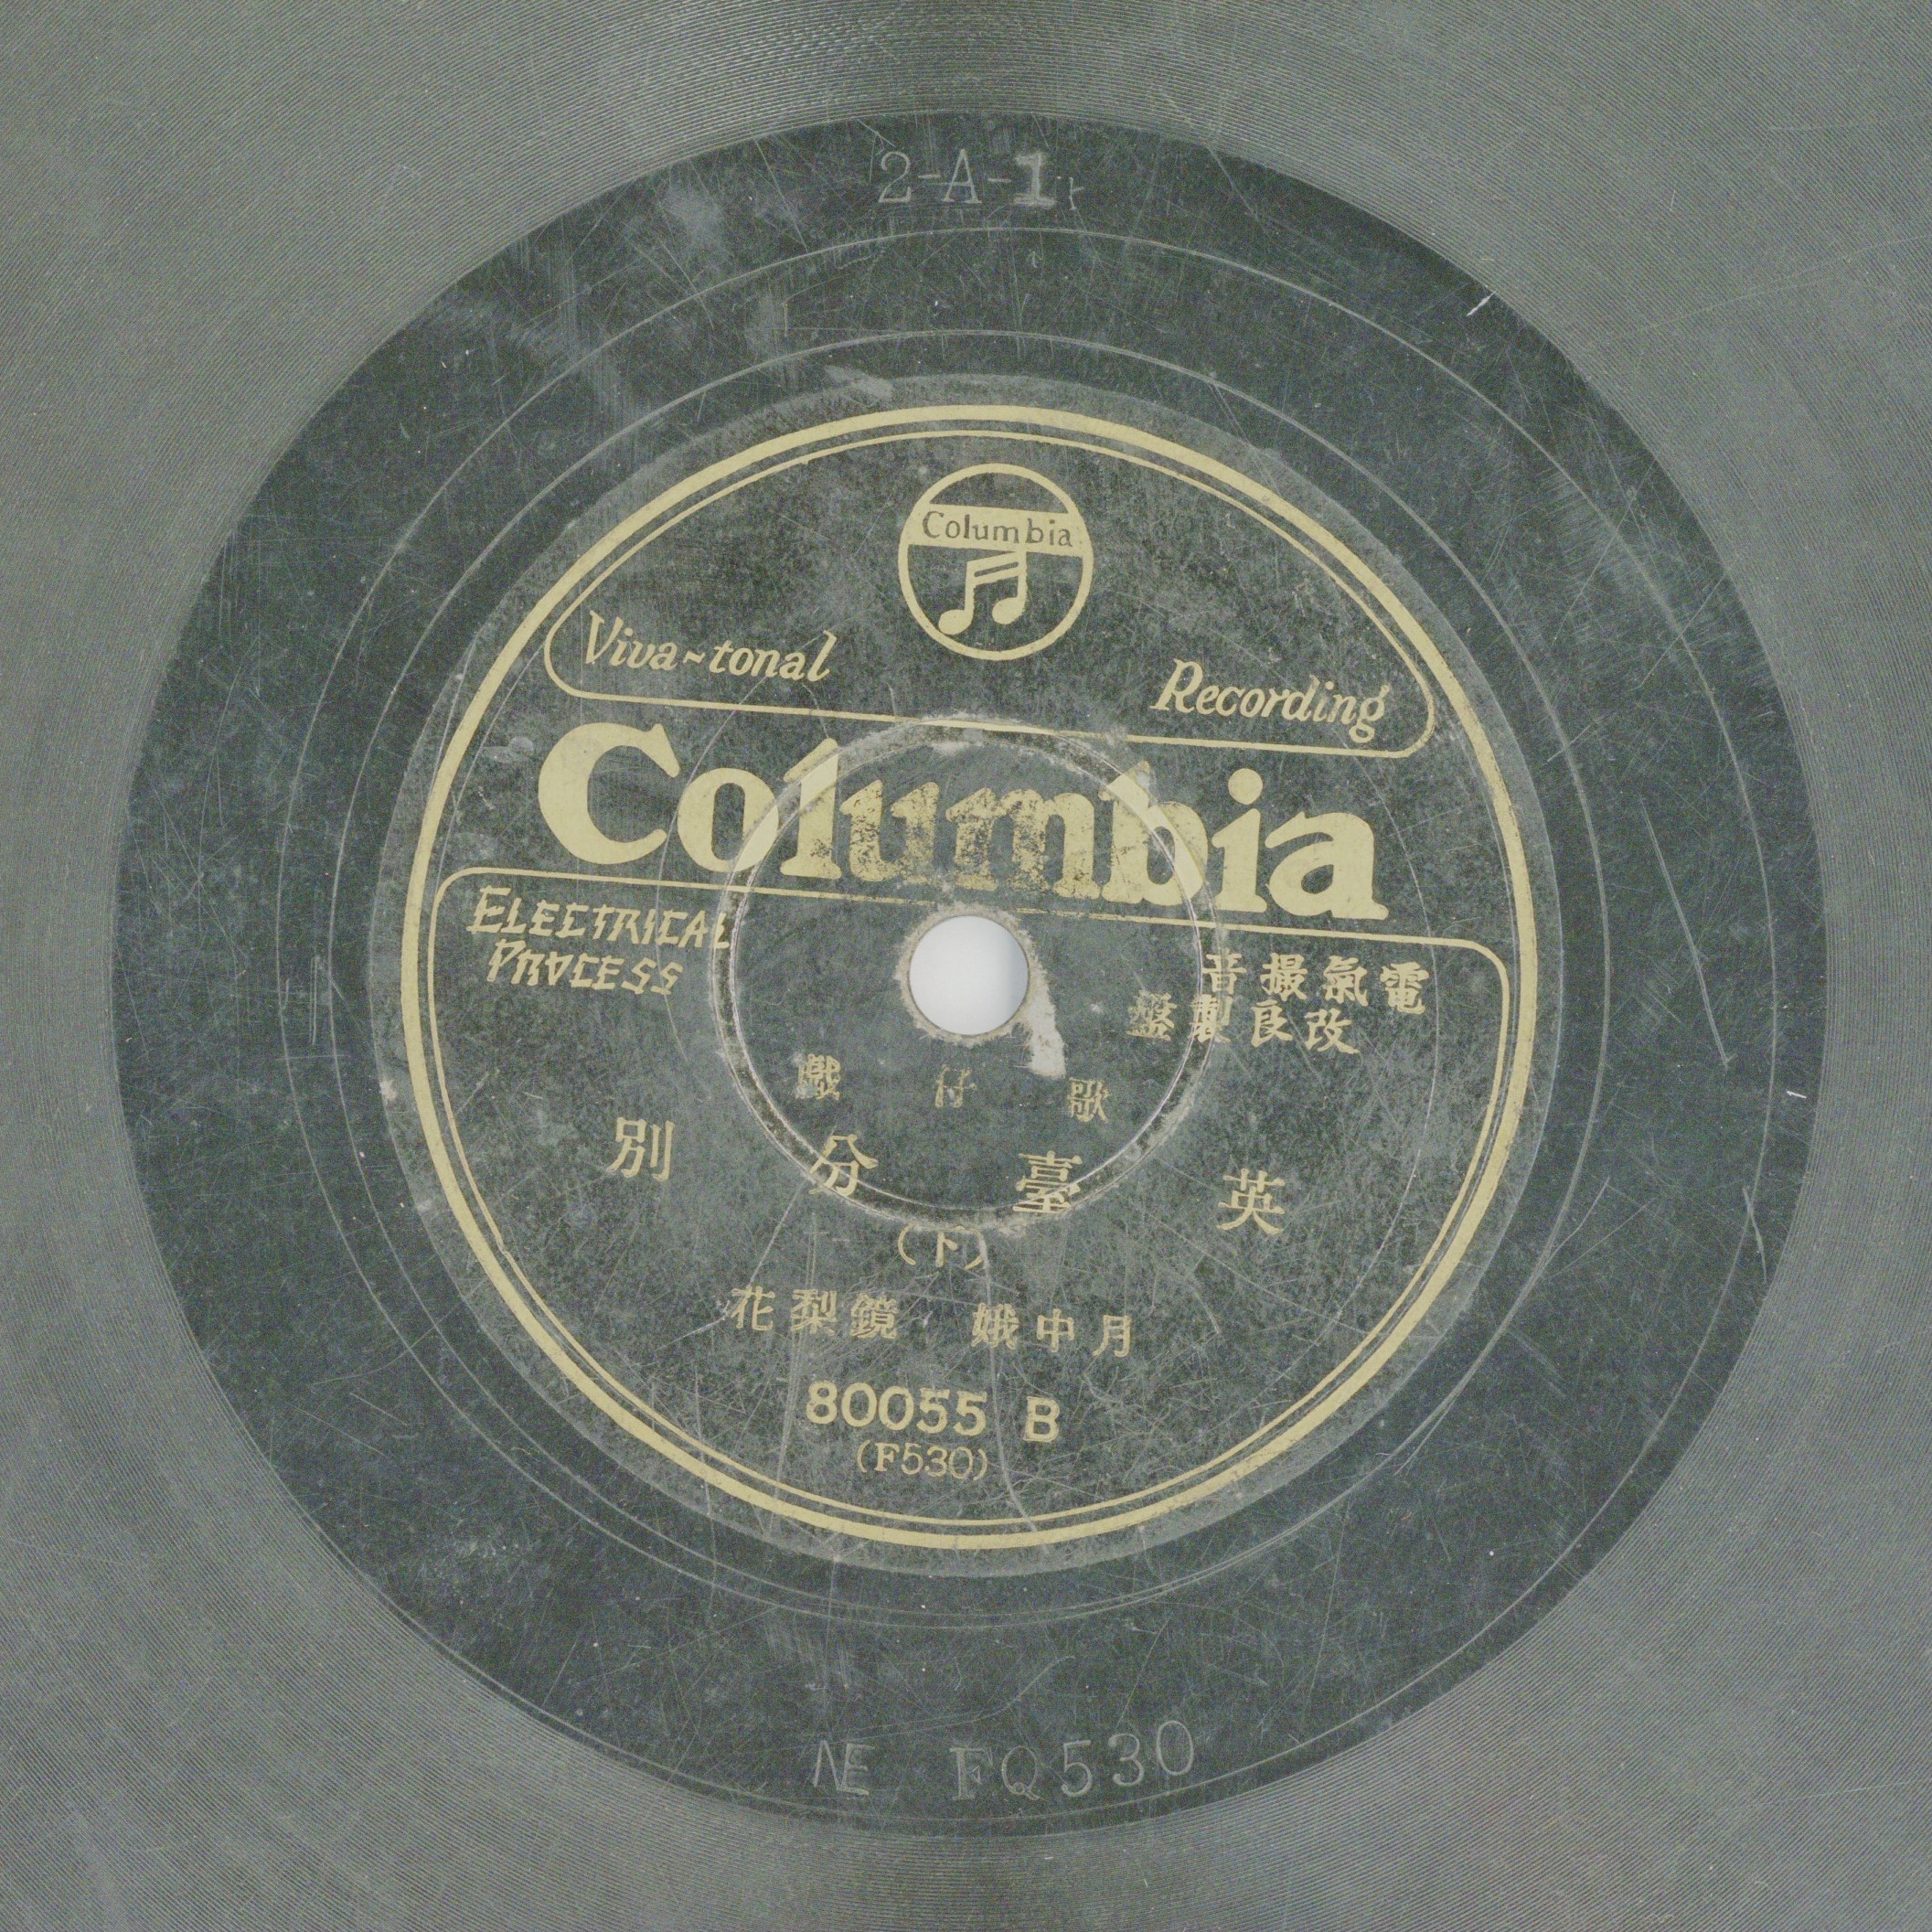 2-A-1
Columbia
Viva-tonal Recording
Columbia
ELECTRICAL
PROCESS
電氣撮音
改良製盤
歌仔戲
英臺分別
(下)
月中娥 鏡梨花
80055 B
(F530)
NE FQ530